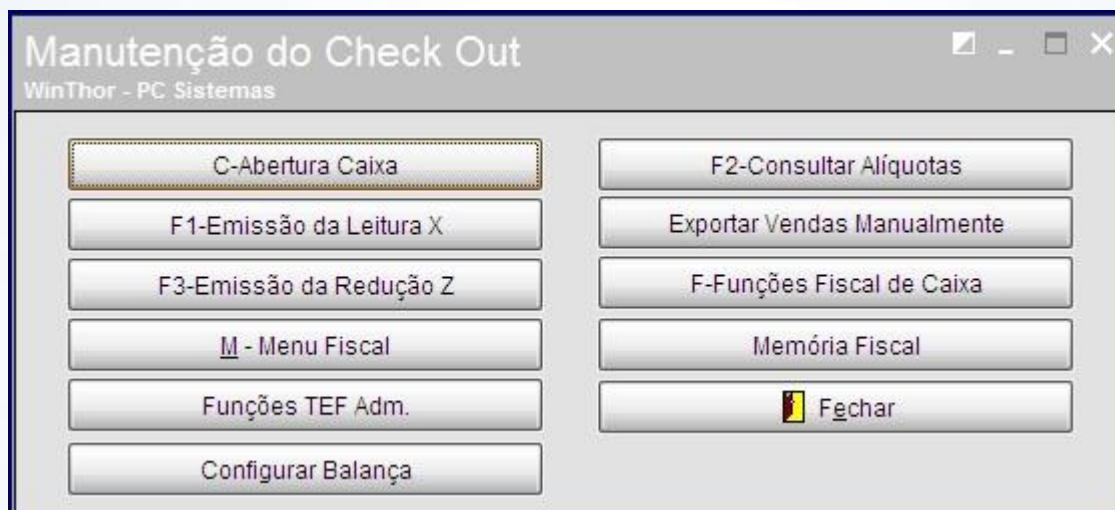 Manutenção do Check Out
WinThor - PC Sistemas
C-Abertura Caixa
F2-Consultar Alíquotas
F1-Emissão da Leitura X
Exportar Vendas Manualmente
F3-Emissão da Redução Z
F-Funções Fiscal de Caixa
M - Menu Fiscal
Memória Fiscal
Funções TEF Adm.
Fechar
Configurar Balança